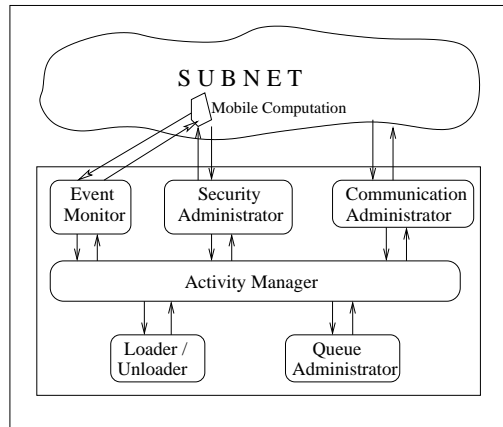 S U B N E T
Mobile Computation
Event
Monitor
Security
Administrator
Communication
Administrator
Activity Manager
Loader /
Unloader
Queue
Administrator